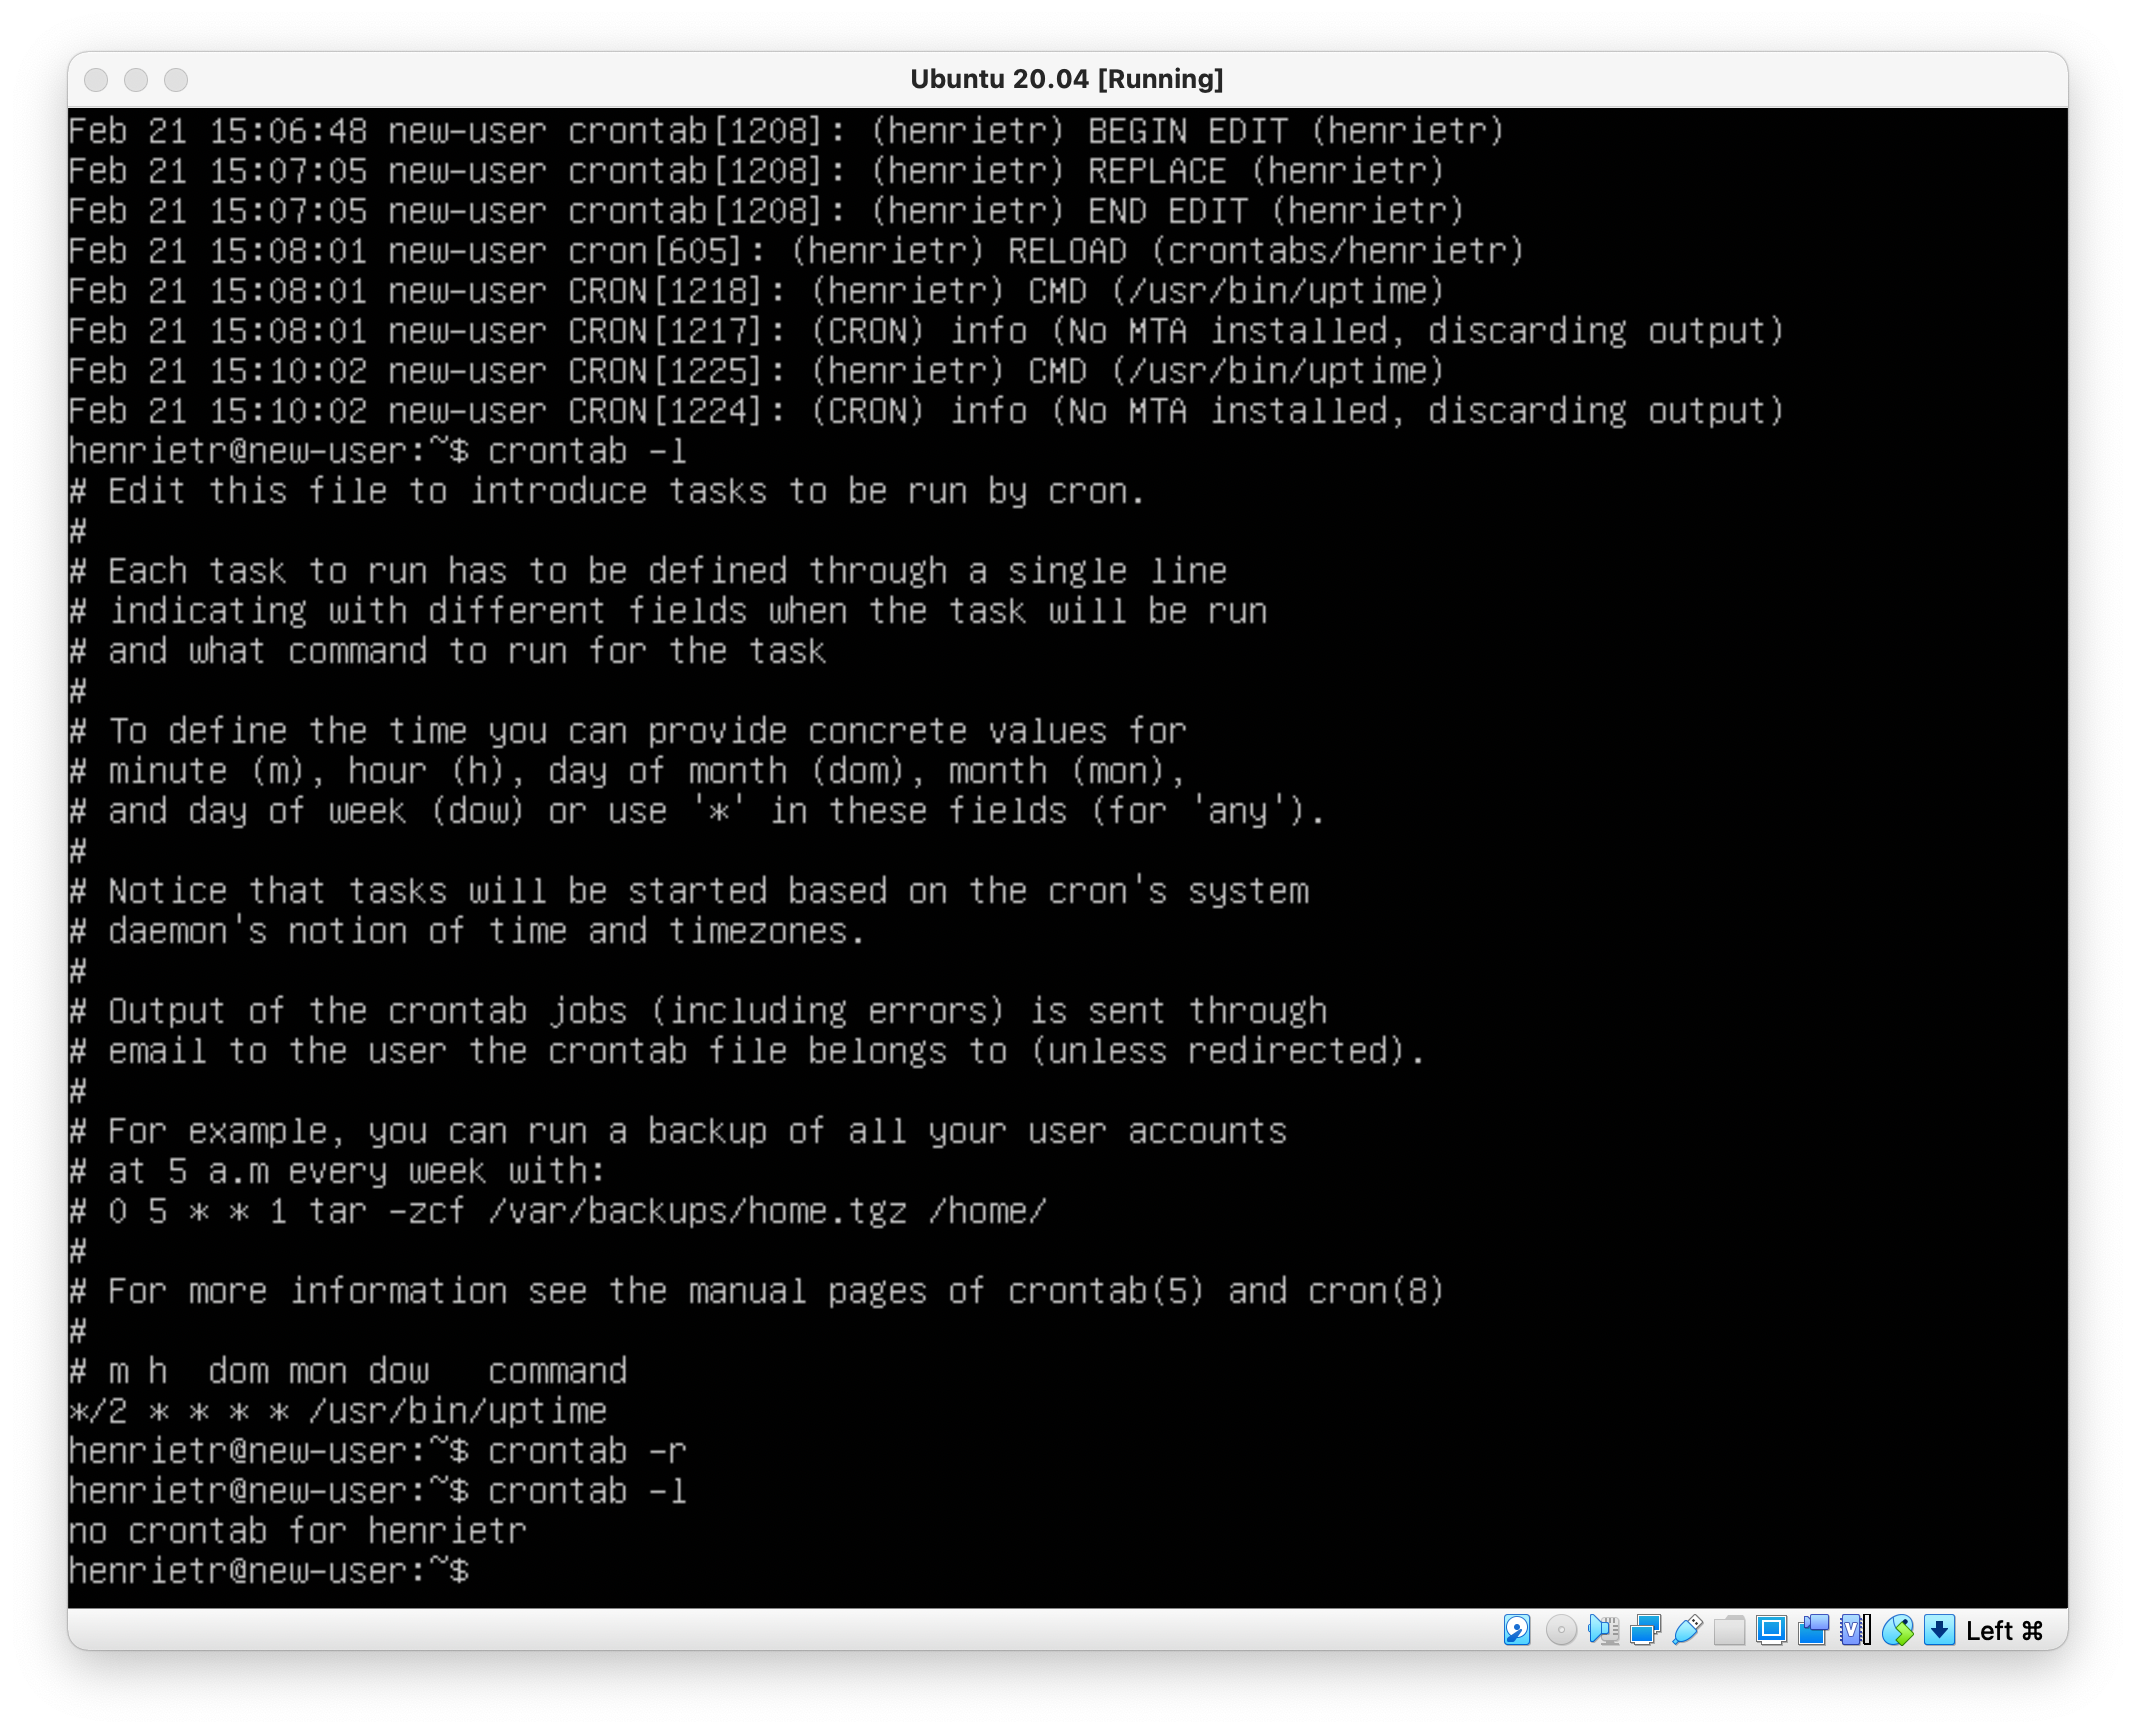 Ubuntu 20.04 [Running]
Feb 21 15:06:48 new-user crontab[1208]: (henrietr) BEGIN EDIT (henrietr)
Feb 21 15:07:05 new-user crontab[1208]: (henrietr) REPLACE (henrietr)
Feb 21 15:07:05 new-user crontab[1208]: (henrietr) END EDIT (henrietr)
Feb 21 15:08:01 new-user cron[605]: (henrietr) RELOAD (crontabs/henrietr)
Feb 21 15:08:01 new-user CRON[1218]: (henrietr) CMD (/usr/bin/uptime)
Feb 21 15:08:01 new-user CRON[1217]: (CRON) info (No MTA installed, discarding output)
Feb 21 15:10:02 new-user CRON[1225]: (henrietr) CMD (/usr/bin/uptime)
Feb 21 15:10:02 new-user CRON[1224]: (CRON) info (No MTA installed, discarding output)
henrietr@new-user:~$ crontab -l
# Edit this file to introduce tasks to be run by cron.
#
# Each task to run has to be defined through a single line
# indicating with different fields when the task will be run
# and what command to run for the task
#
# To define the time you can provide concrete values for
# minute (m), hour (h), day of month (dom), month (mon),
# and day of week (dow) or use '*' in these fields (for 'any').
#
# Notice that tasks will be started based on the cron's system
# daemon's notion of time and timezones.
#
# Output of the crontab jobs (including errors) is sent through
# email to the user the crontab file belongs to (unless redirected).
#
# For example, you can run a backup of all your user accounts
# at 5 a.m every week with:
# 0 5 * * 1 tar -zcf /var/backups/home.tgz /home/
#
# For more information see the manual pages of crontab(5) and cron(8)
#
# m h  dom mon dow   command
*/2 * * * * /usr/bin/uptime
henrietr@new-user:~$ crontab -r
henrietr@new-user:~$ crontab -l
no crontab for henrietr
henrietr@new-user:~$
Left ⌘